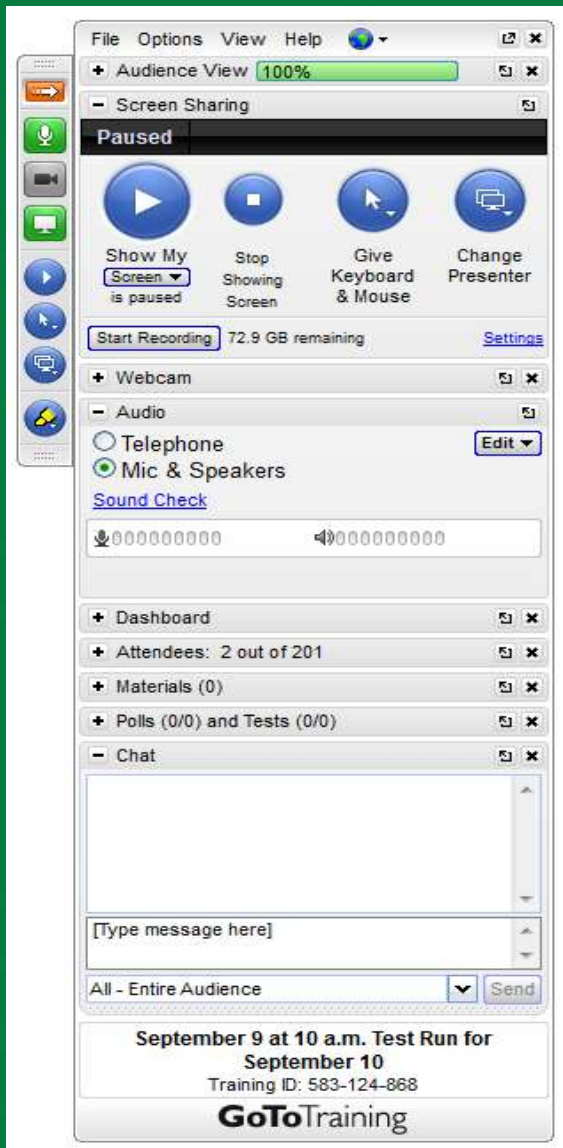 File Options View Help
Audience View 100%
Screen Sharing
Paused
Show My Screen is paused
Stop Showing Screen
Give Keyboard & Mouse
Change Presenter
Start Recording 72.9 GB remaining Settings
Webcam
Audio
Telephone Edit
Mic & Speakers
Sound Check
000000000 000000000
Dashboard
Attendees: 2 out of 201
Materials (0)
Polls (0/0) and Tests (0/0)
Chat
[Type message here]
All - Entire Audience Send
September 9 at 10 a.m. Test Run for
September 10
Training ID: 583-124-868
GoToTraining